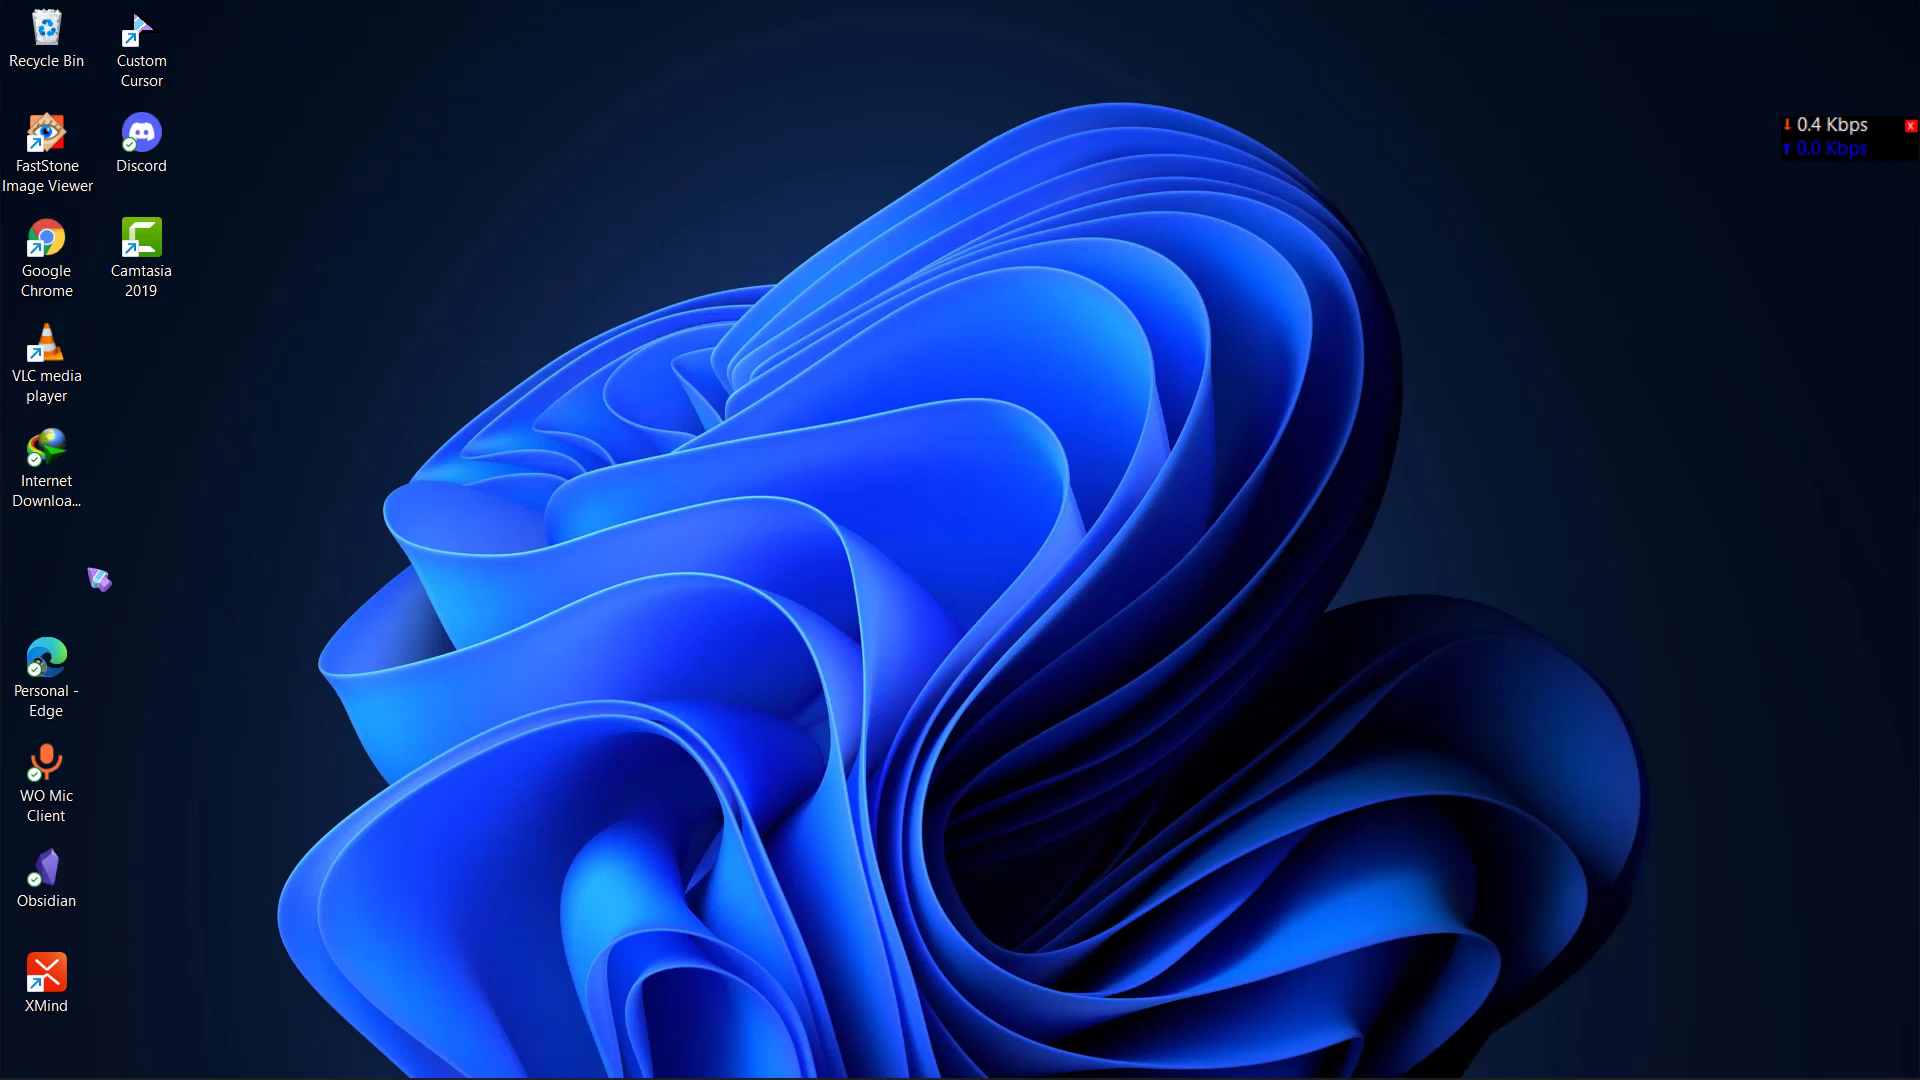 Recycle Bin
Custom
Cursor
FastStone
Image Viewer
Discord
Google
Chrome
Camtasia
2019
VLC media
player
Internet
Downloa...
Personal -
Edge
WO Mic
Client
Obsidian
XMind
0.4 Kbps
x
0.0 Kbps